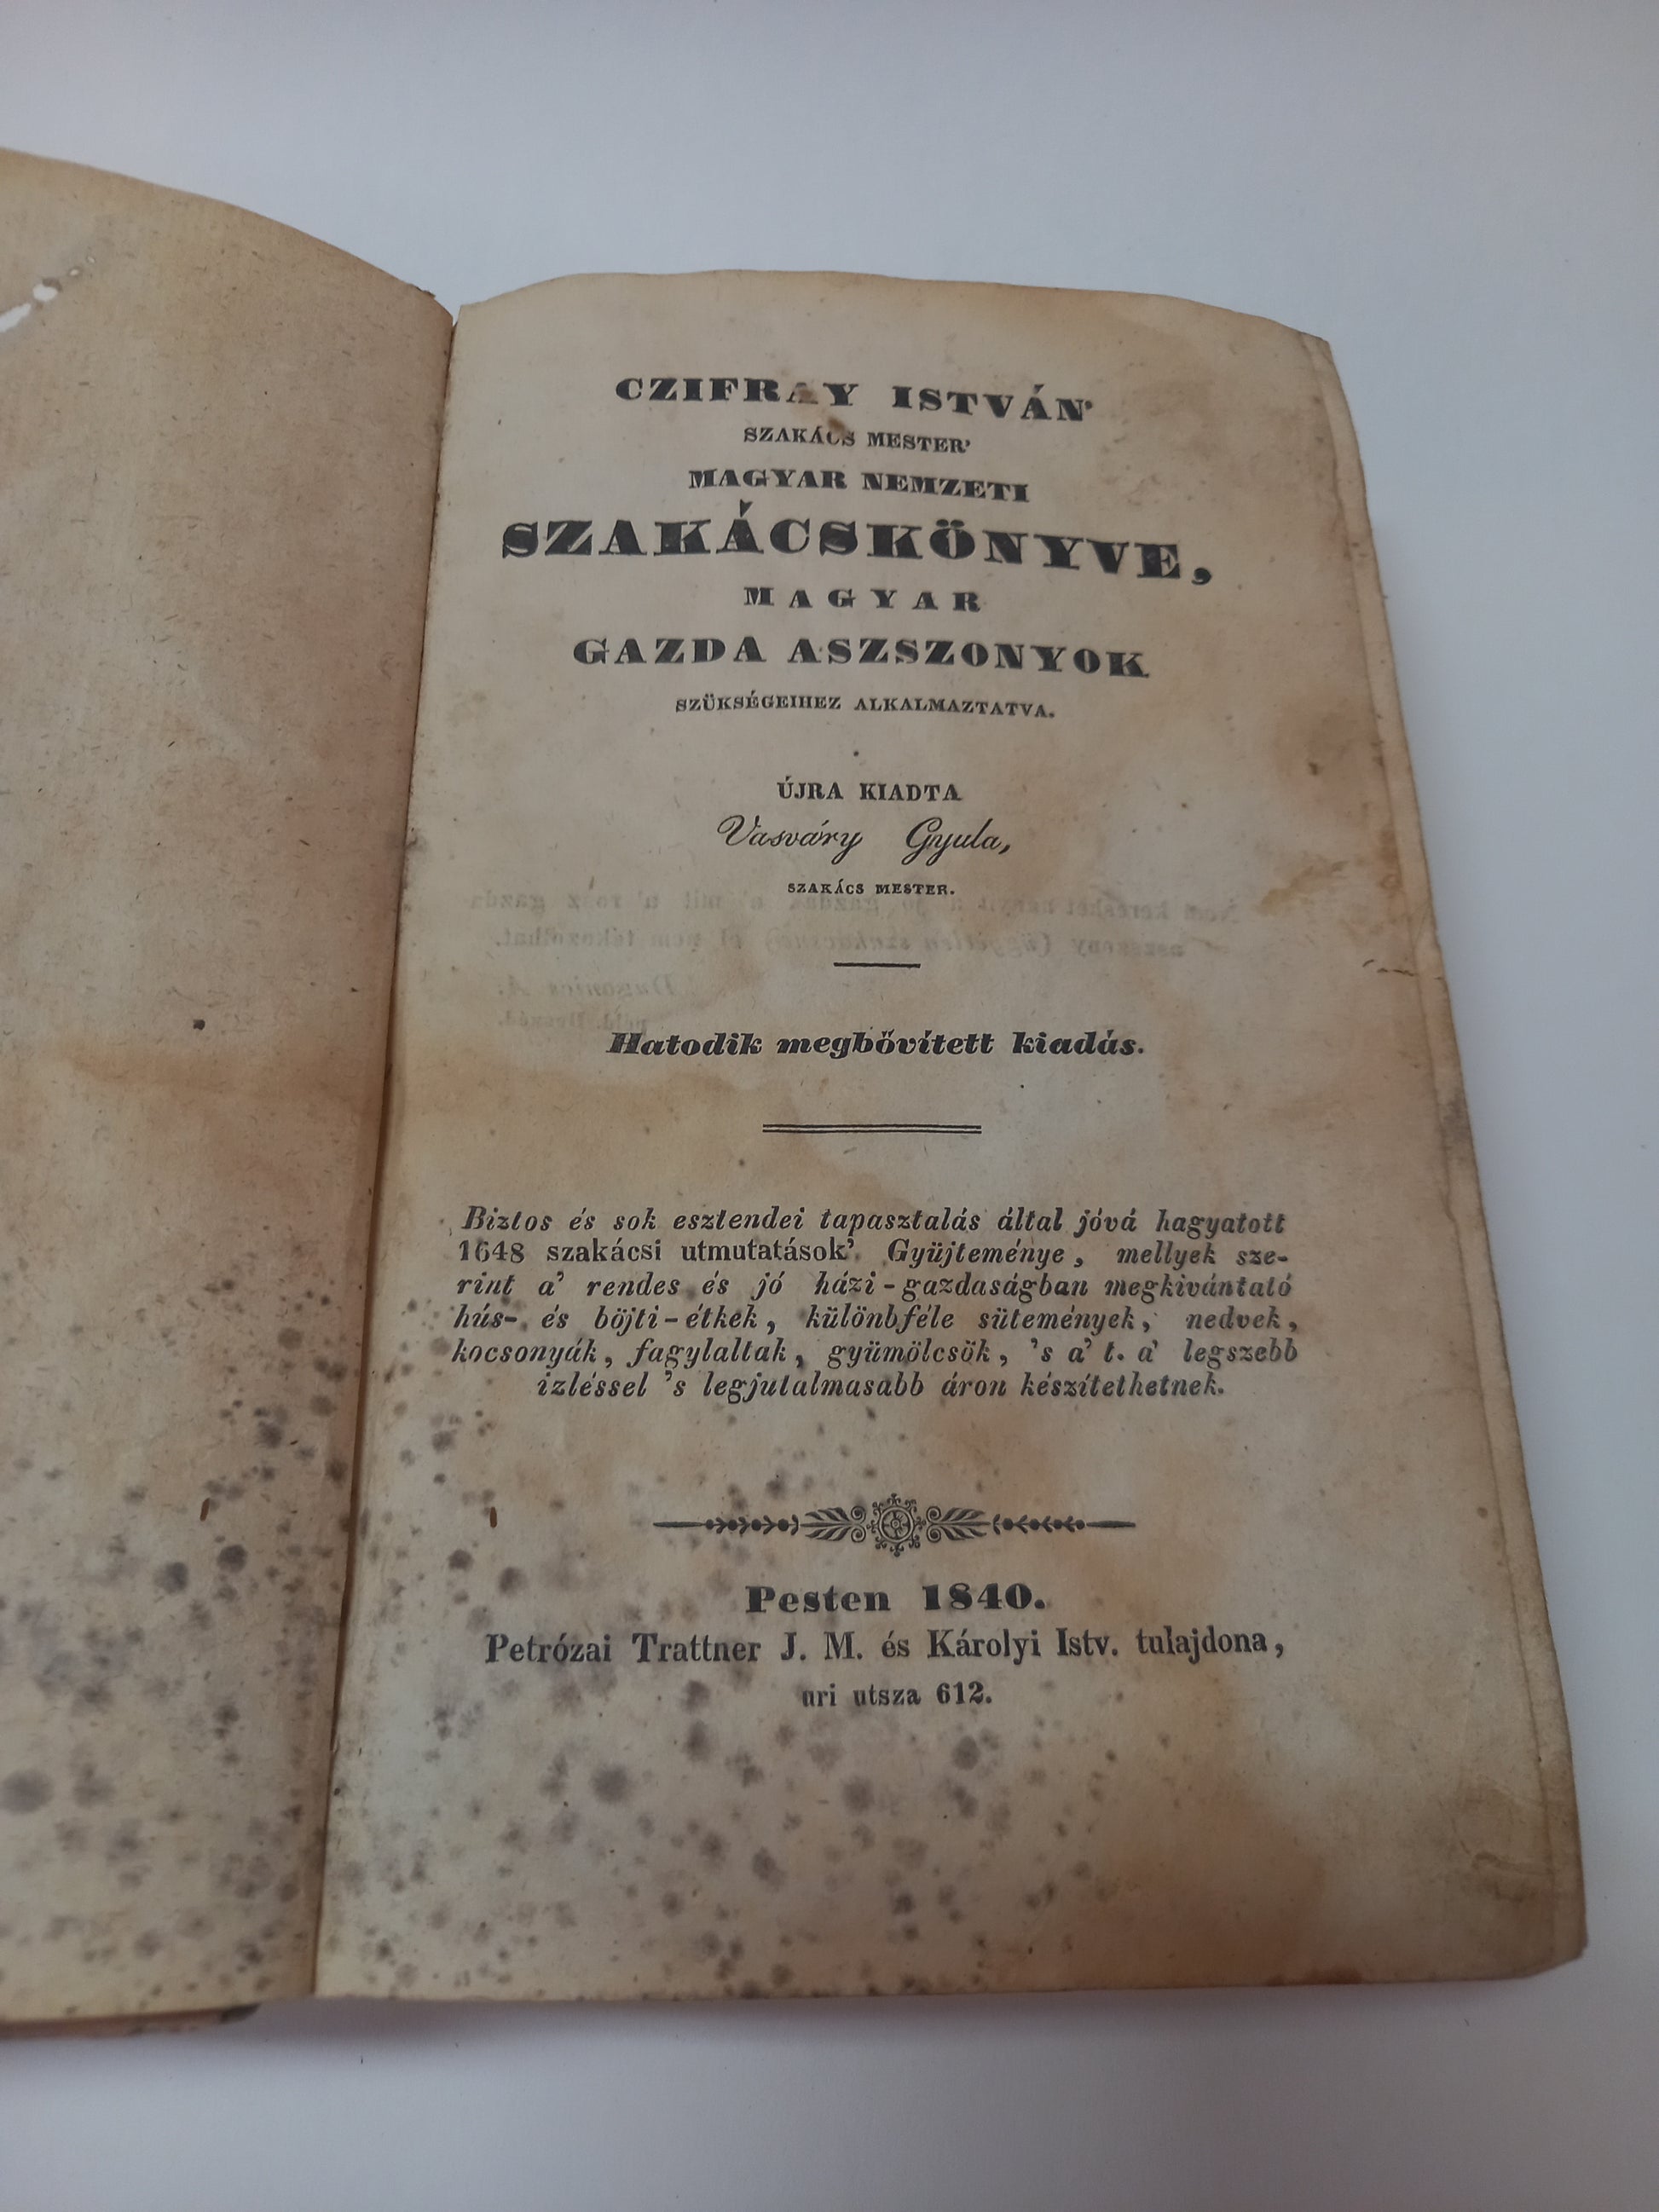 CZIFRAY ISTVÁN'
SZAKÁCS MESTER'
MAGYAR NEMZETI
SZAKÁCSKÖNYVE,
MAGYAR
GAZDA ASZSZONYOK
SZÜKSÉGEIHEZ ALKALMAZTATVA.
ÚJRA KIADTA
Vasváry Gyula,
SZAKÁCS MESTER.
Hatodik megbővített kiadás.
Biztos és sok esztendei tapasztalás által jóvá hagyatott
1648 szakácsi utmutatások' Gyüjteménye, mellyek sze-
rint a' rendes és jó házi-gazdaságban megkivántató
hús- és böjti-étkek, különbféle sütemények, nedvek,
kocsonyák, fagylaltak, gyümölcsök, 's a' t. a' legszebb
izléssel 's legjutalmasabb áron készítethetnek.
Pesten 1840.
Petrózai Trattner J. M. és Károlyi Istv. tulajdona,
uri utsza 612.